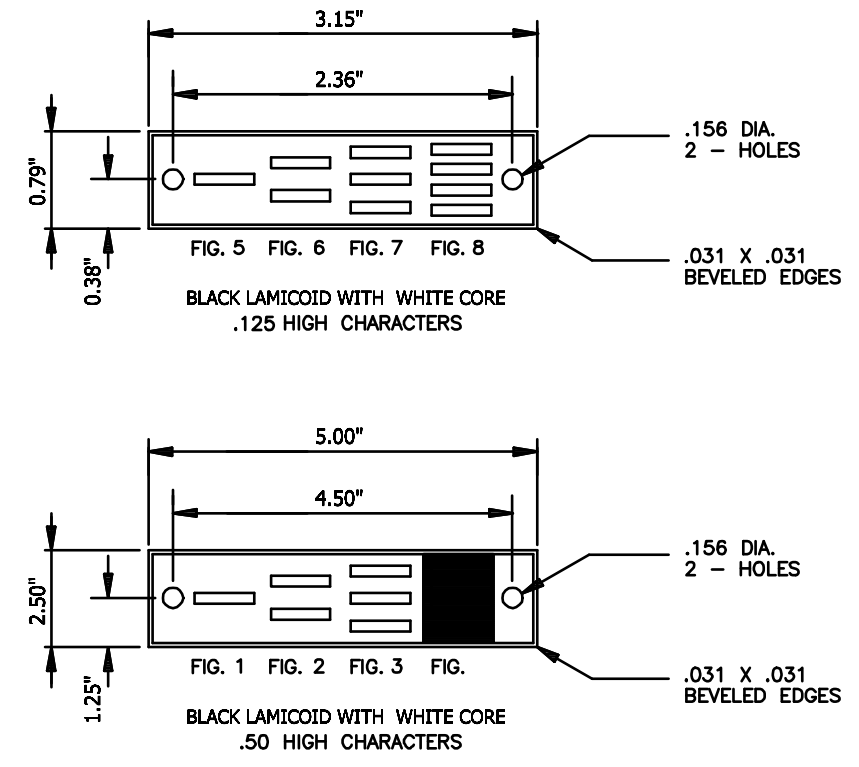 3.15"
2.36"
.156 DIA.
2 - HOLES
0.79"
0.38"
FIG. 5 FIG. 6 FIG. 7 FIG. 8
.031 X .031
BEVELED EDGES
BLACK LAMICOID WITH WHITE CORE
.125 HIGH CHARACTERS
5.00"
4.50"
.156 DIA.
2 - HOLES
2.50"
1.25"
FIG. 1 FIG. 2 FIG. 3 FIG.
.031 X .031
BEVELED EDGES
BLACK LAMICOID WITH WHITE CORE
.50 HIGH CHARACTERS